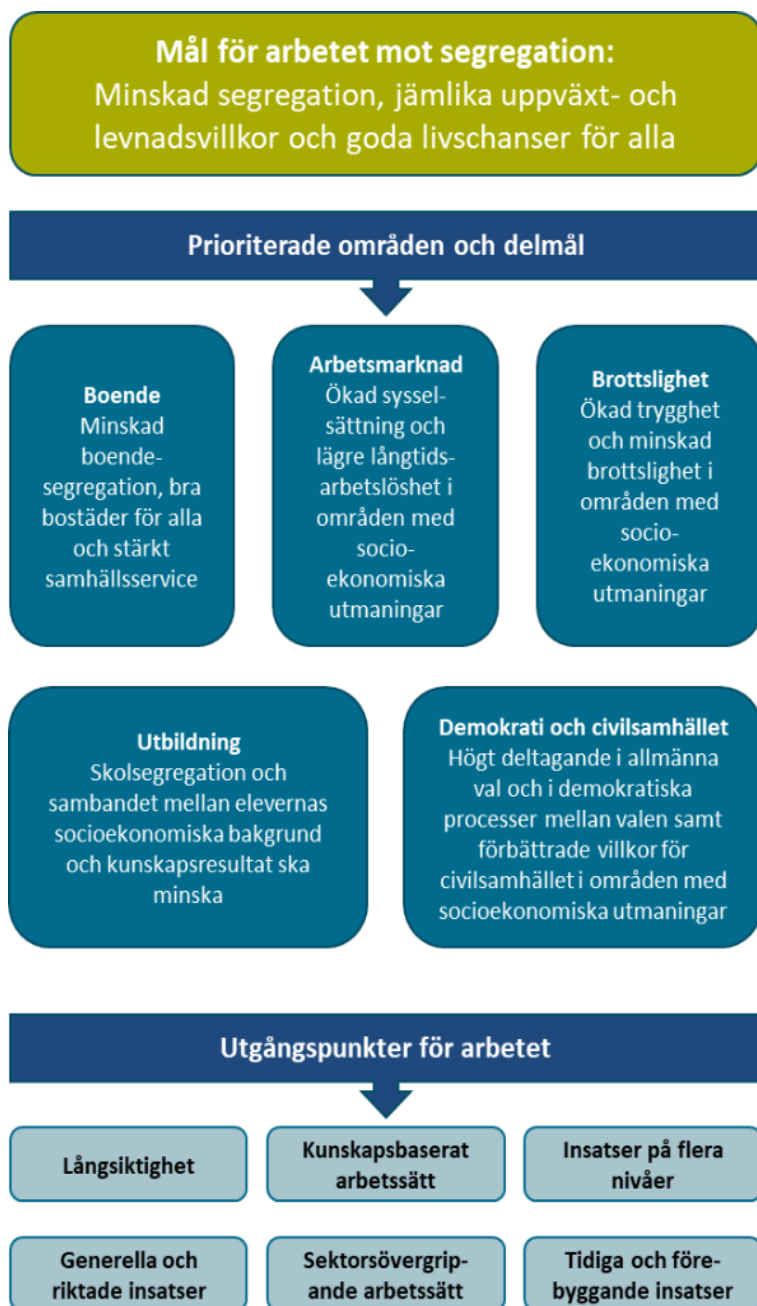 Mål för arbetet mot segregation:
Minskad segregation, jämlika uppväxt- och
levnadsvillkor och goda livschanser för alla
Prioriterade områden och delmål
Boende
Minskad
boende-
segregation, bra
bostäder för alla
och stärkt
samhällsservice
Arbetsmarknad
Ökad syssel-
sättning och
lägre långtids-
arbetslöshet i
områden med
socio-
ekonomiska
utmaningar
Brottslighet
Ökad trygghet
och minskad
brottslighet i
områden med
socio-
ekonomiska
utmaningar
Utbildning
Skolsegregation och
sambandet mellan elevernas
socioekonomiska bakgrund
och kunskapsresultat ska
minska
Demokrati och civilsamhället
Högt deltagande i allmänna
val och i demokratiska
processer mellan valen samt
förbättrade villkor för
civilsamhället i områden med
socioekonomiska utmaningar
Utgångspunkter för arbetet
Långsiktighet
Kunskapsbaserat
arbetssätt
Insatser på flera
nivåer
Generella och
riktade insatser
Sektorsövergrip-
ande arbetssätt
Tidiga och före-
byggande insatser